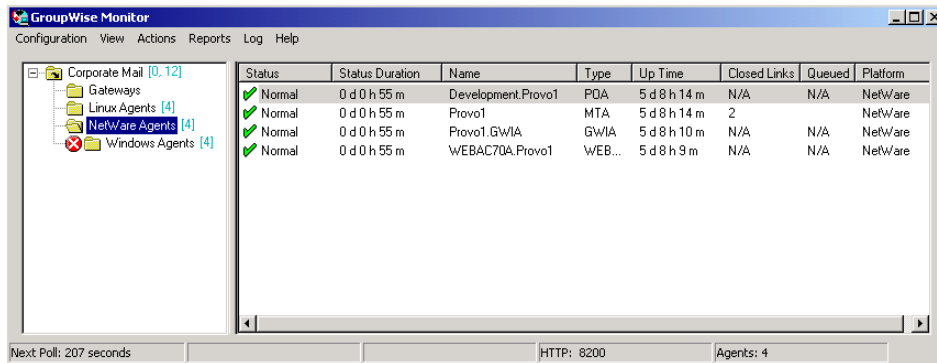 GroupWise Monitor
Configuration View Actions Reports Log Help
Corporate Mail [0, 12]
Gateways
Linux Agents [4]
NetWare Agents [4]
Windows Agents [4]
Status Status Duration Name Type Up Time Closed Links Queued Platform
Normal 0 d 0 h 55 m Development.Provo1 POA 5 d 8 h 14 m N/A N/A NetWare
Normal 0 d 0 h 55 m Provo1 MTA 5 d 8 h 14 m 2 NetWare
Normal 0 d 0 h 55 m Provo1.GWIA GWIA 5 d 8 h 10 m N/A N/A NetWare
Normal 0 d 0 h 55 m WEBAC70A.Provo1 WEB... 5 d 8 h 9 m N/A N/A NetWare
Next Poll: 207 seconds HTTP: 8200 Agents: 4